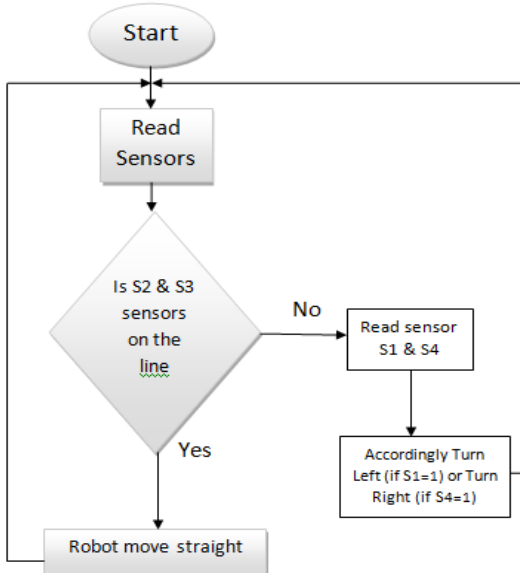 Start
Read
Sensors
Is S2 & S3
sensors
on the
line
No
Read sensor
S1 & S4
Yes
Accordingly Turn
Left (if S1=1) or Turn
Right (if S4=1)
Robot move straight